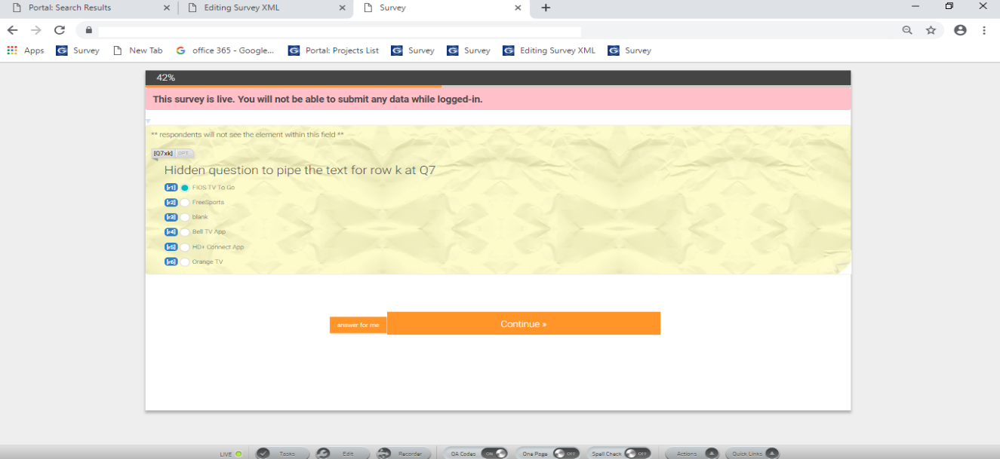 Portal: Search Results
Editing Survey XML
Survey
Apps
Survey
New Tab
office 365 - Google...
Portal: Projects List
Survey
Survey
Editing Survey XML
Survey
42%
This survey is live. You will not be able to submit any data while logged-in.
** respondents will not see the element within this field **
[Q7xk] OPT
Hidden question to pipe the text for row k at Q7
[r1] FIOS TV To Go
[r2] FreeSports
[r3] blank
[r4] Bell TV App
[r5] HD+ Connect App
[r6] Orange TV
answer for me
Continue »
LIVE
Tasks
Edit
Recorder
QA Codes ON
One Page OFF
Spell Check OFF
Actions
Quick Links